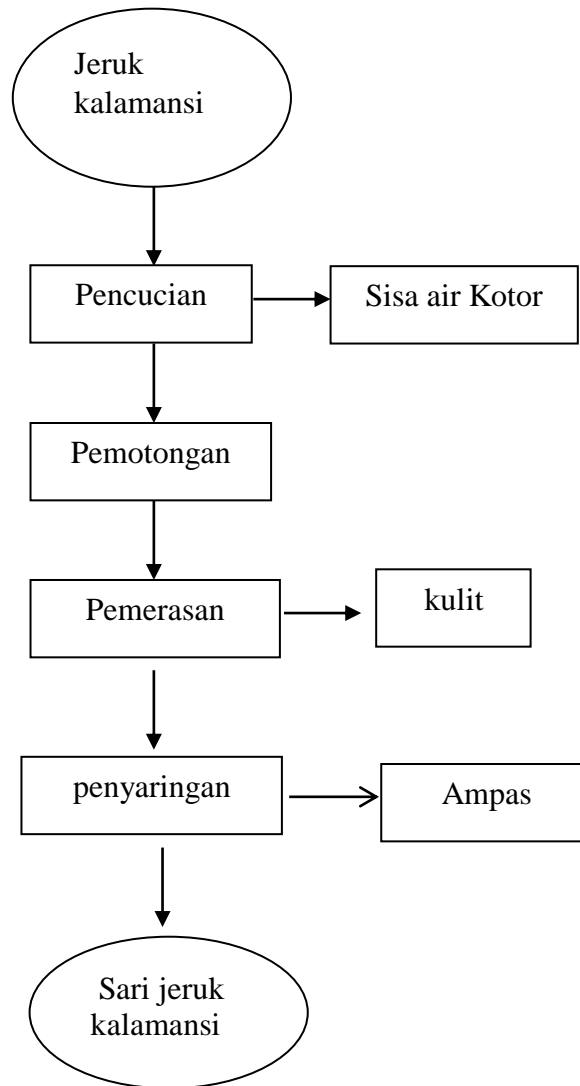 Jeruk
kalamansi
Pencucian
Sisa air Kotor
Pemotongan
Pemerasan
kulit
penyaringan
Ampas
Sari jeruk
kalamansi